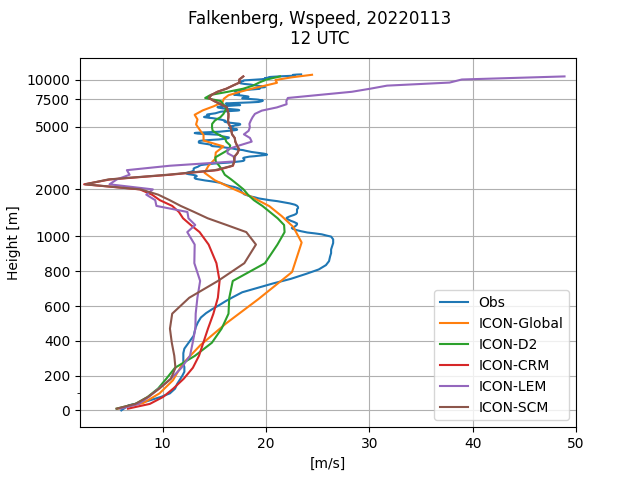 Falkenberg, Wspeed, 20220113
12 UTC
Height [m]
10000
7500
5000
2000
1000
800
600
400
200
0
10
20
30
40
50
[m/s]
Obs
ICON-Global
ICON-D2
ICON-CRM
ICON-LEM
ICON-SCM